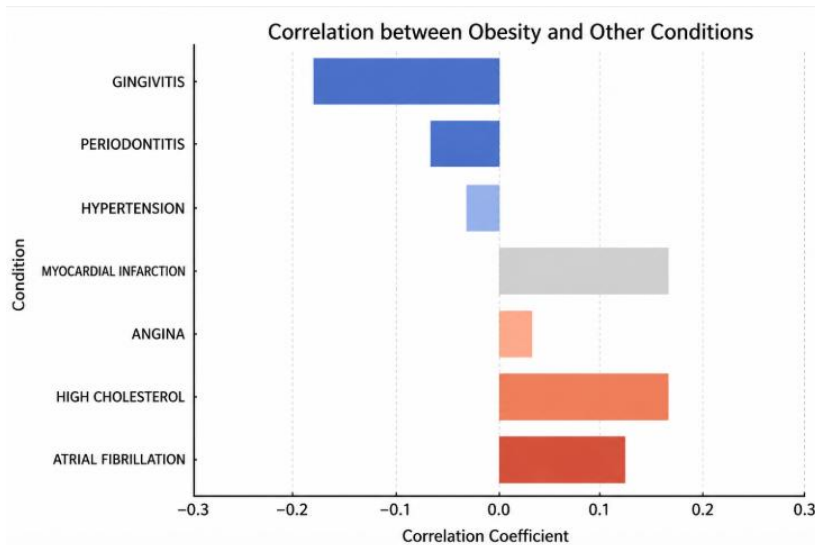 Correlation between Obesity and Other Conditions
GINGIVITIS
PERIODONTITIS
HYPERTENSION
MYOCARDIAL INFARCTION
ANGINA
HIGH CHOLESTEROL
ATRIAL FIBRILLATION
Condition
−0.3 −0.2 −0.1 0.0 0.1 0.2 0.3
Correlation Coefficient